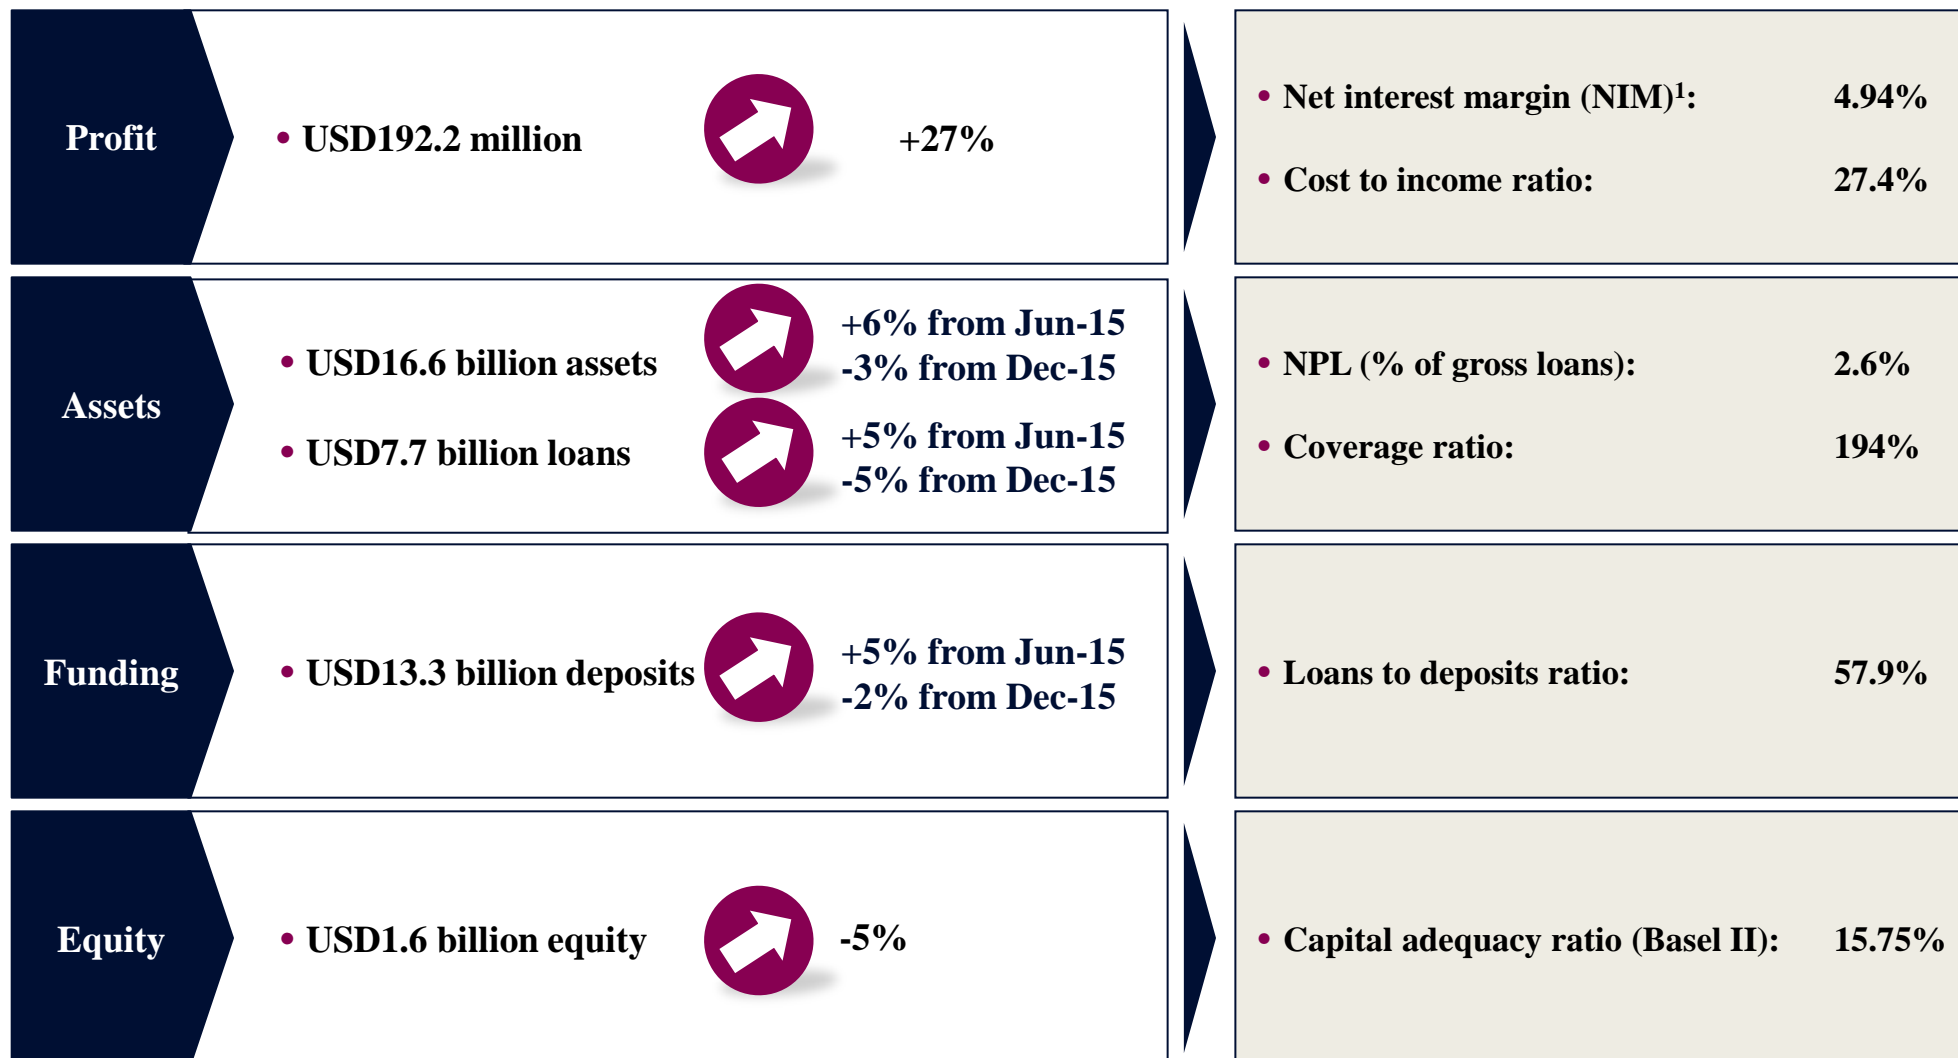 Profit
• USD192.2 million
+27%
• Net interest margin (NIM)¹: 4.94%
• Cost to income ratio: 27.4%
Assets
• USD16.6 billion assets
+6% from Jun-15
-3% from Dec-15
• USD7.7 billion loans
+5% from Jun-15
-5% from Dec-15
• NPL (% of gross loans): 2.6%
• Coverage ratio: 194%
Funding
• USD13.3 billion deposits
+5% from Jun-15
-2% from Dec-15
• Loans to deposits ratio: 57.9%
Equity
• USD1.6 billion equity
-5%
• Capital adequacy ratio (Basel II): 15.75%